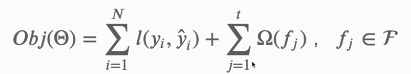 Obj(Θ) = ∑_{i=1}^{N} l(y_i, ŷ_i) + ∑_{j=1}^{t} Ω(f_j) , f_j ∈ ℱ